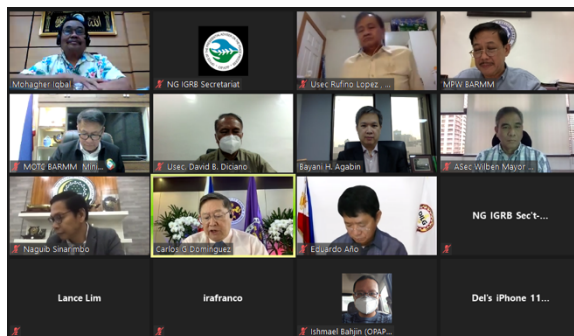 Mohagher Iqbal
NG IGRB Secretariat
Usec Rufino Lopez , ...
MPW BARMM
MOTC BARMM Mini...
Usec. David B. Diciano
Bayani H. Agabin
ASec Wilben Mayor ...
Naguib Sinarimbo
Carlos G Dominguez
Eduardo Año
NG IGRB Sec't-...
Lance Lim
irafranco
Ishmael Bahjin (OPAP...
Del's iPhone 11...